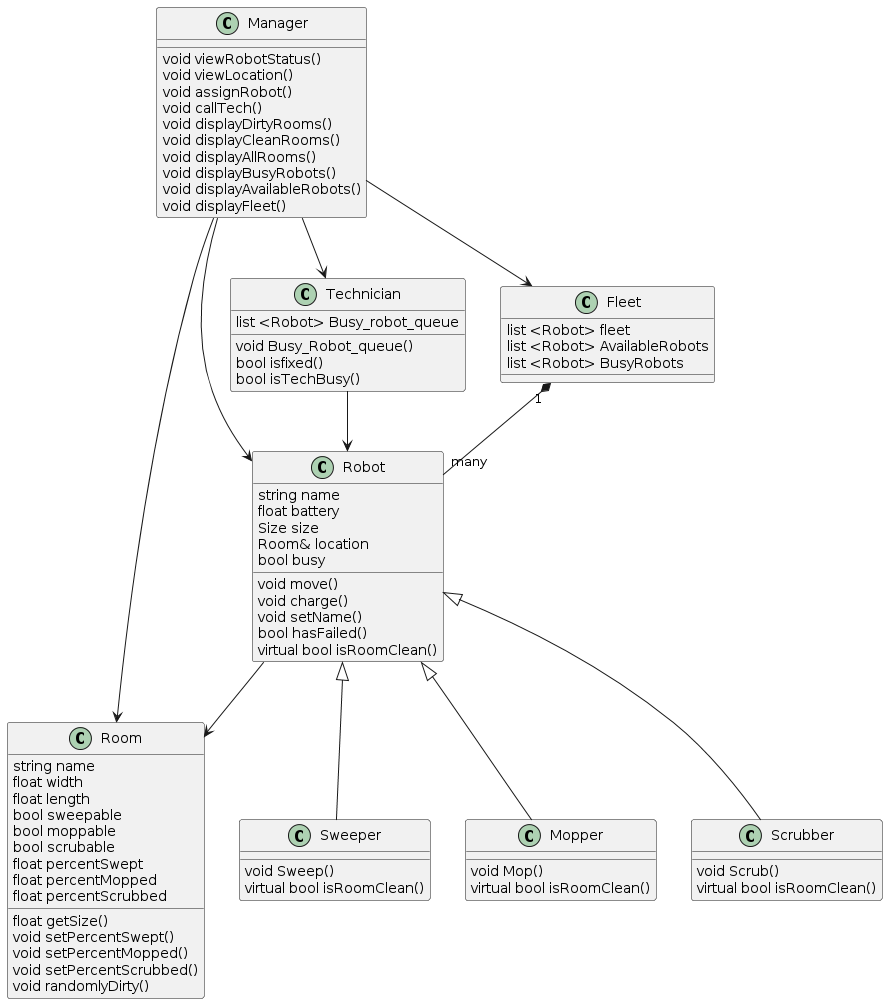 C Manager
void viewRobotStatus()
void viewLocation()
void assignRobot()
void callTech()
void displayDirtyRooms()
void displayCleanRooms()
void displayAllRooms()
void displayBusyRobots()
void displayAvailableRobots()
void displayFleet()
C Technician
list <Robot> Busy_robot_queue
void Busy_Robot_queue()
bool isfixed()
bool isTechBusy()
C Fleet
list <Robot> fleet
list <Robot> AvailableRobots
list <Robot> BusyRobots
1
many
C Robot
string name
float battery
Size size
Room& location
bool busy
void move()
void charge()
void setName()
bool hasFailed()
virtual bool isRoomClean()
C Room
string name
float width
float length
bool sweepable
bool moppable
bool scrubable
float percentSwept
float percentMopped
float percentScrubbed
float getSize()
void setPercentSwept()
void setPercentMopped()
void setPercentScrubbed()
void randomlyDirty()
C Sweeper
void Sweep()
virtual bool isRoomClean()
C Mopper
void Mop()
virtual bool isRoomClean()
C Scrubber
void Scrub()
virtual bool isRoomClean()